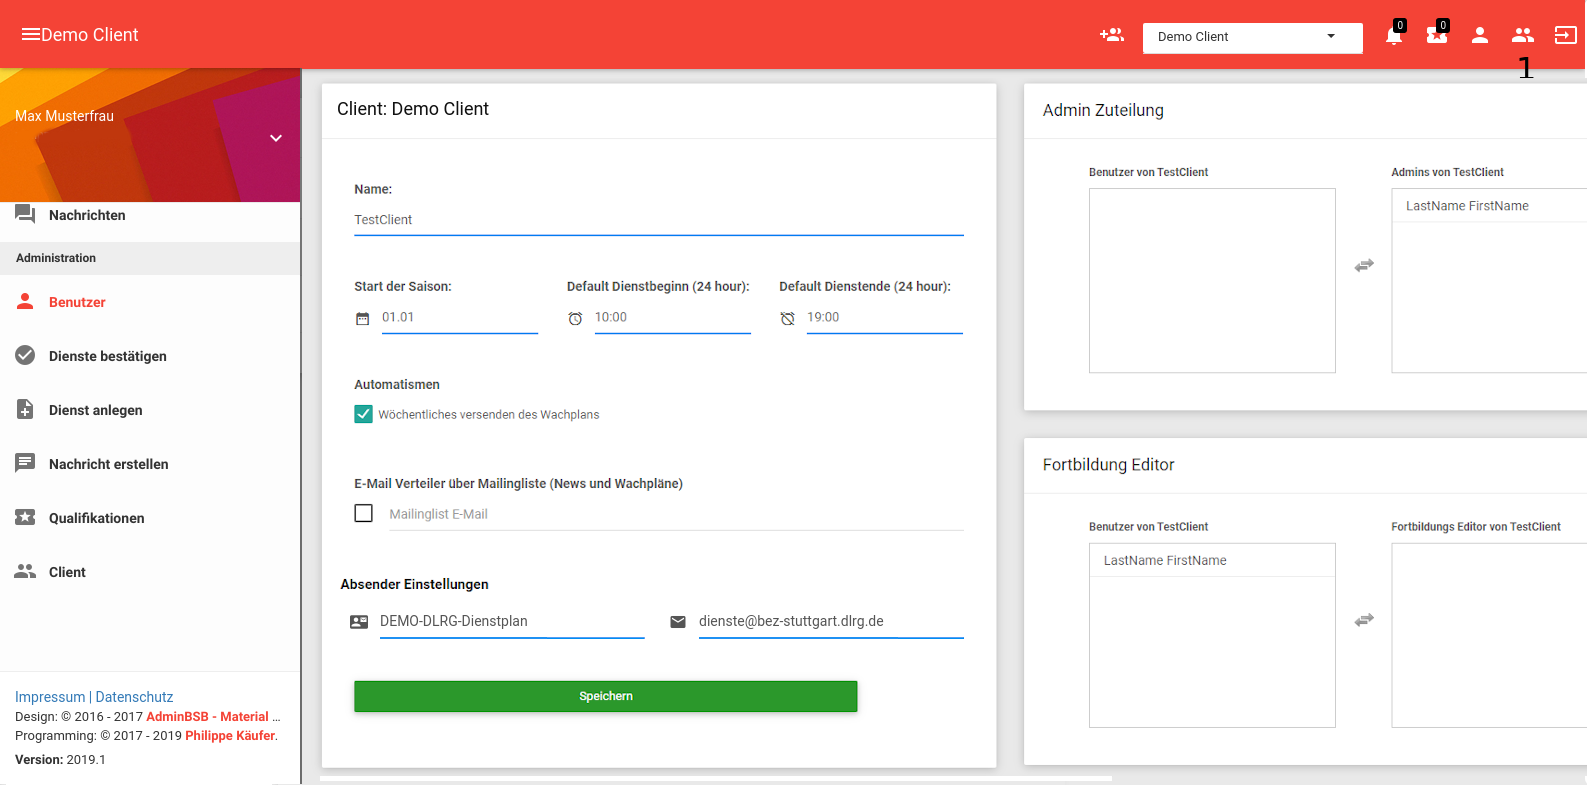 Demo Client
Demo Client
0
0
1
Max Musterfrau
Nachrichten
Administration
Benutzer
Dienste bestätigen
Dienst anlegen
Nachricht erstellen
Qualifikationen
Client
Impressum | Datenschutz
Design: © 2016 - 2017 AdminBSB - Material ...
Programming: © 2017 - 2019 Philippe Käufer.
Version: 2019.1
Client: Demo Client
Name:
TestClient
Start der Saison: Default Dienstbeginn (24 hour): Default Dienstende (24 hour):
01.01 10:00 19:00
Automatismen
Wöchentliches versenden des Wachplans
E-Mail Verteiler über Mailingliste (News und Wachpläne)
Mailinglist E-Mail
Absender Einstellungen
DEMO-DLRG-Dienstplan dienste@bez-stuttgart.dlrg.de
Speichern
Admin Zuteilung
Benutzer von TestClient Admins von TestClient
LastName FirstName
Fortbildung Editor
Benutzer von TestClient Fortbildungs Editor von TestClient
LastName FirstName